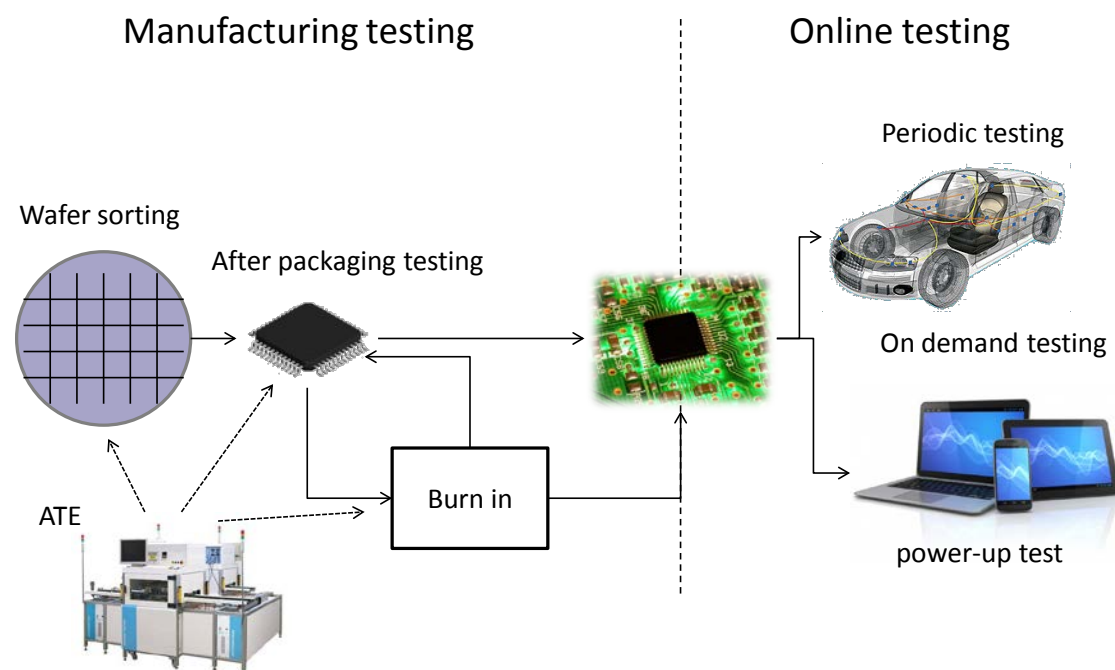 Manufacturing testing
Online testing
Periodic testing
Wafer sorting
After packaging testing
On demand testing
Burn in
ATE
power-up test